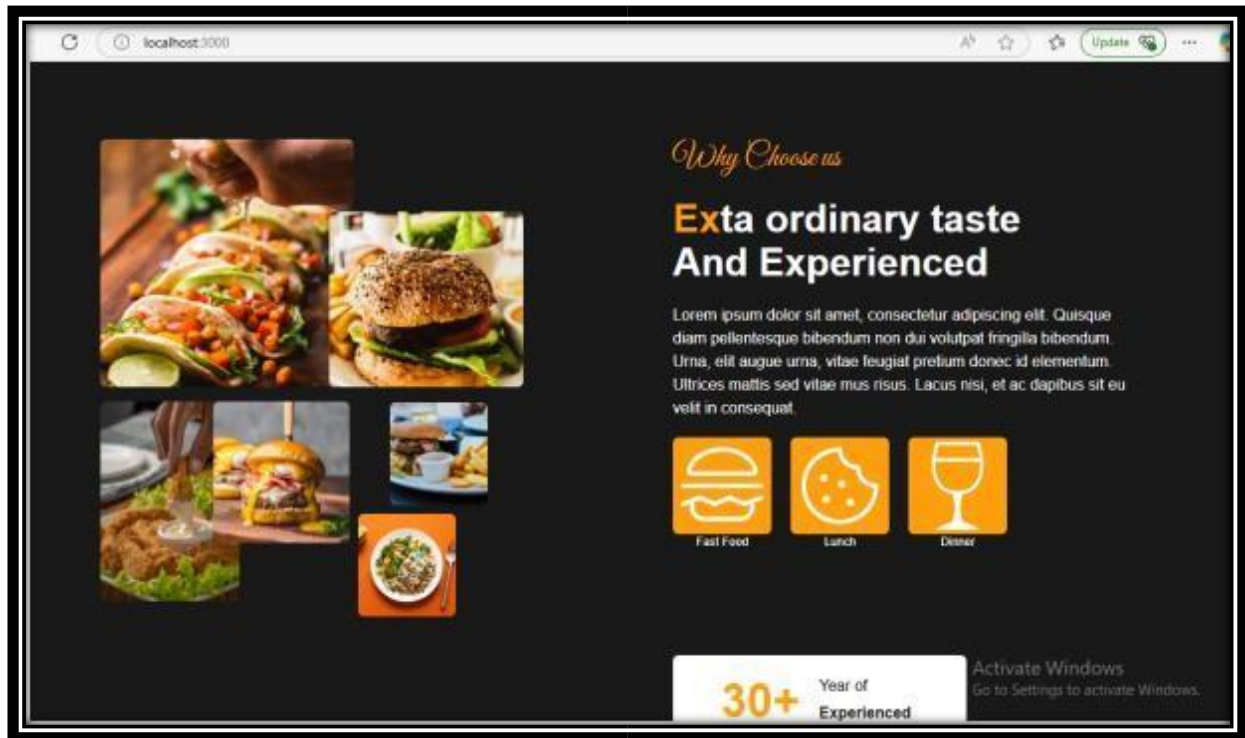 localhost:3000
Update
Why Choose us
Exta ordinary taste
And Experienced
Lorem ipsum dolor sit amet, consectetur adipiscing elit. Quisque
diam pellentesque bibendum non dui volutpat fringilla bibendum.
Urna, elit augue urna, vitae feugiat pretium donec id elementum.
Ultrices mattis sed vitae mus risus. Lacus nisi, et ac dapibus sit eu
velit in consequat.
Fast Food
Lunch
Dinner
30+
Year of
Experienced
Activate Windows
Go to Settings to activate Windows.